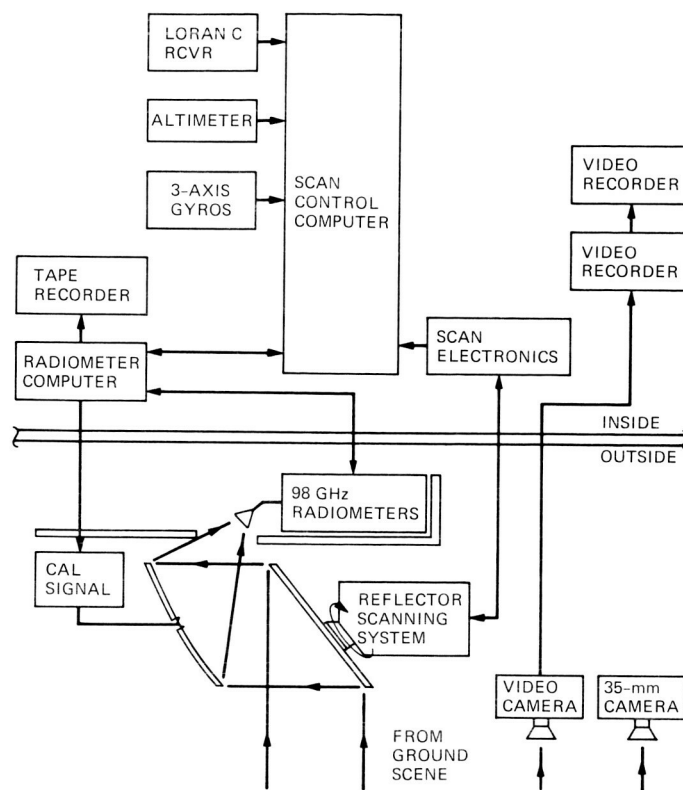 LORAN C
RCVR
ALTIMETER
3-AXIS
GYROS
SCAN
CONTROL
COMPUTER
VIDEO
RECORDER
VIDEO
RECORDER
TAPE
RECORDER
RADIOMETER
COMPUTER
SCAN
ELECTRONICS
INSIDE
OUTSIDE
98 GHz
RADIOMETERS
CAL
SIGNAL
REFLECTOR
SCANNING
SYSTEM
VIDEO
CAMERA
35-mm
CAMERA
FROM
GROUND
SCENE